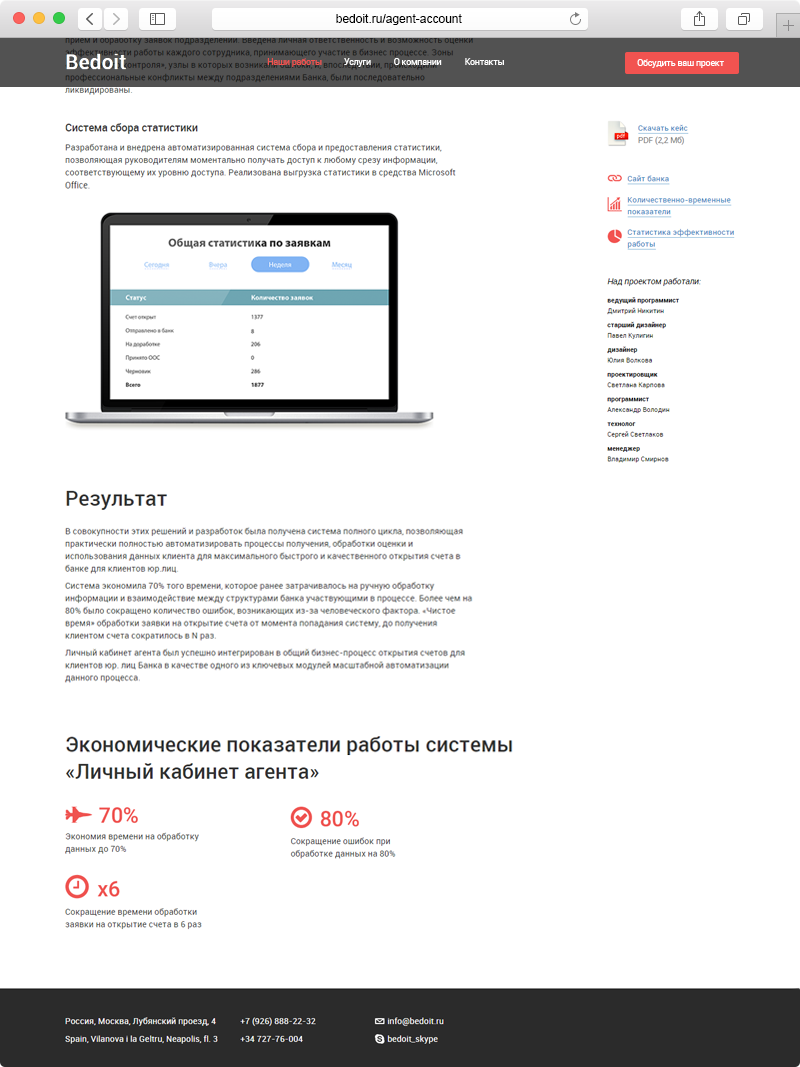 bedoit.ru/agent-account
прием и обработку заявок подразделений. Введена личная ответственность и возможность оценки
эффективности работы каждого сотрудника, принимающего участие в бизнес процессе. Зоны
Bedoit
Наши работы
Услуги
О компании
Контакты
Обсудить ваш проект
профессиональные конфликты между подразделениями Банка, были последовательно
ликвидированы.
Система сбора статистики
Разработана и внедрена автоматизированная система сбора и предоставления статистики,
позволяющая руководителям моментально получать доступ к любому срезу информации,
соответствующему их уровню доступа. Реализована выгрузка статистики в средства Microsoft
Office.
Общая статистика по заявкам
Сегодня
Вчера
Неделя
Месяц
Статус Количество заявок
Счет открыт 1377
Отправлено в банк 8
На доработке 206
Принято ООС 0
Черновик 286
Всего 1877
pdf
Скачать кейс
PDF (2,2 Мб)
Сайт банка
Количественно-временные
показатели
Статистика эффективности
работы
Над проектом работали:
ведущий программист
Дмитрий Никитин
старший дизайнер
Павел Кулигин
дизайнер
Юлия Волкова
проектировщик
Светлана Карпова
программист
Александр Володин
технолог
Сергей Светлаков
менеджер
Владимир Смирнов
Результат
В совокупности этих решений и разработок была получена система полного цикла, позволяющая
практически полностью автоматизировать процессы получения, обработки оценки и
использования данных клиента для максимального быстрого и качественного открытия счета в
банке для клиентов юр.лиц.
Система экономила 70% того времени, которое ранее затрачивалось на ручную обработку
информации и взаимодействие между структурами банка участвующими в процессе. Более чем на
80% было сокращено количество ошибок, возникающих из-за человеческого фактора. «Чистое
время» обработки заявки на открытие счета от момента попадания систему, до получения
клиентом счета сократилось в N раз.
Личный кабинет агента был успешно интегрирован в общий бизнес-процесс открытия счетов для
клиентов юр. лиц Банка в качестве одного из ключевых модулей масштабной автоматизации
данного процесса.
Экономические показатели работы системы
«Личный кабинет агента»
70%
Экономия времени на обработку
данных до 70%
80%
Сокращение ошибок при
обработке данных на 80%
x6
Сокращение времени обработки
заявки на открытие счета в 6 раз
Россия, Москва, Лубянский проезд, 4
+7 (926) 888-22-32
info@bedoit.ru
Spain, Vilanova i la Geltru, Neapolis, fl. 3
+34 727-76-004
bedoit_skype